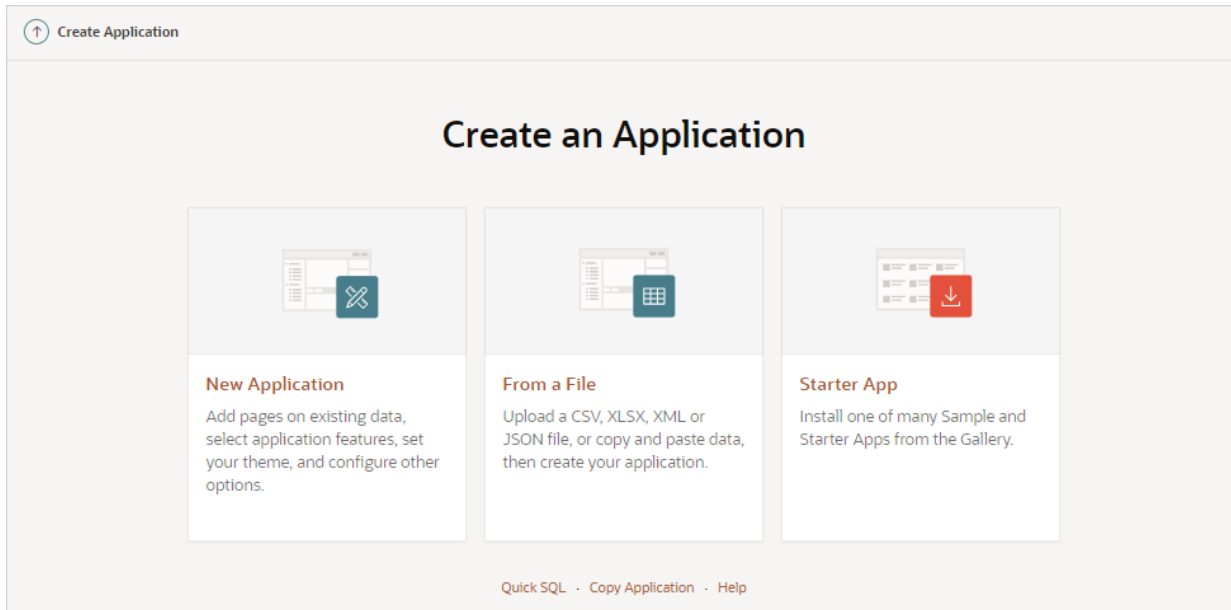 Create Application
Create an Application
New Application
Add pages on existing data,
select application features, set
your theme, and configure other
options.
From a File
Upload a CSV, XLSX, XML or
JSON file, or copy and paste data,
then create your application.
Starter App
Install one of many Sample and
Starter Apps from the Gallery.
Quick SQL · Copy Application · Help